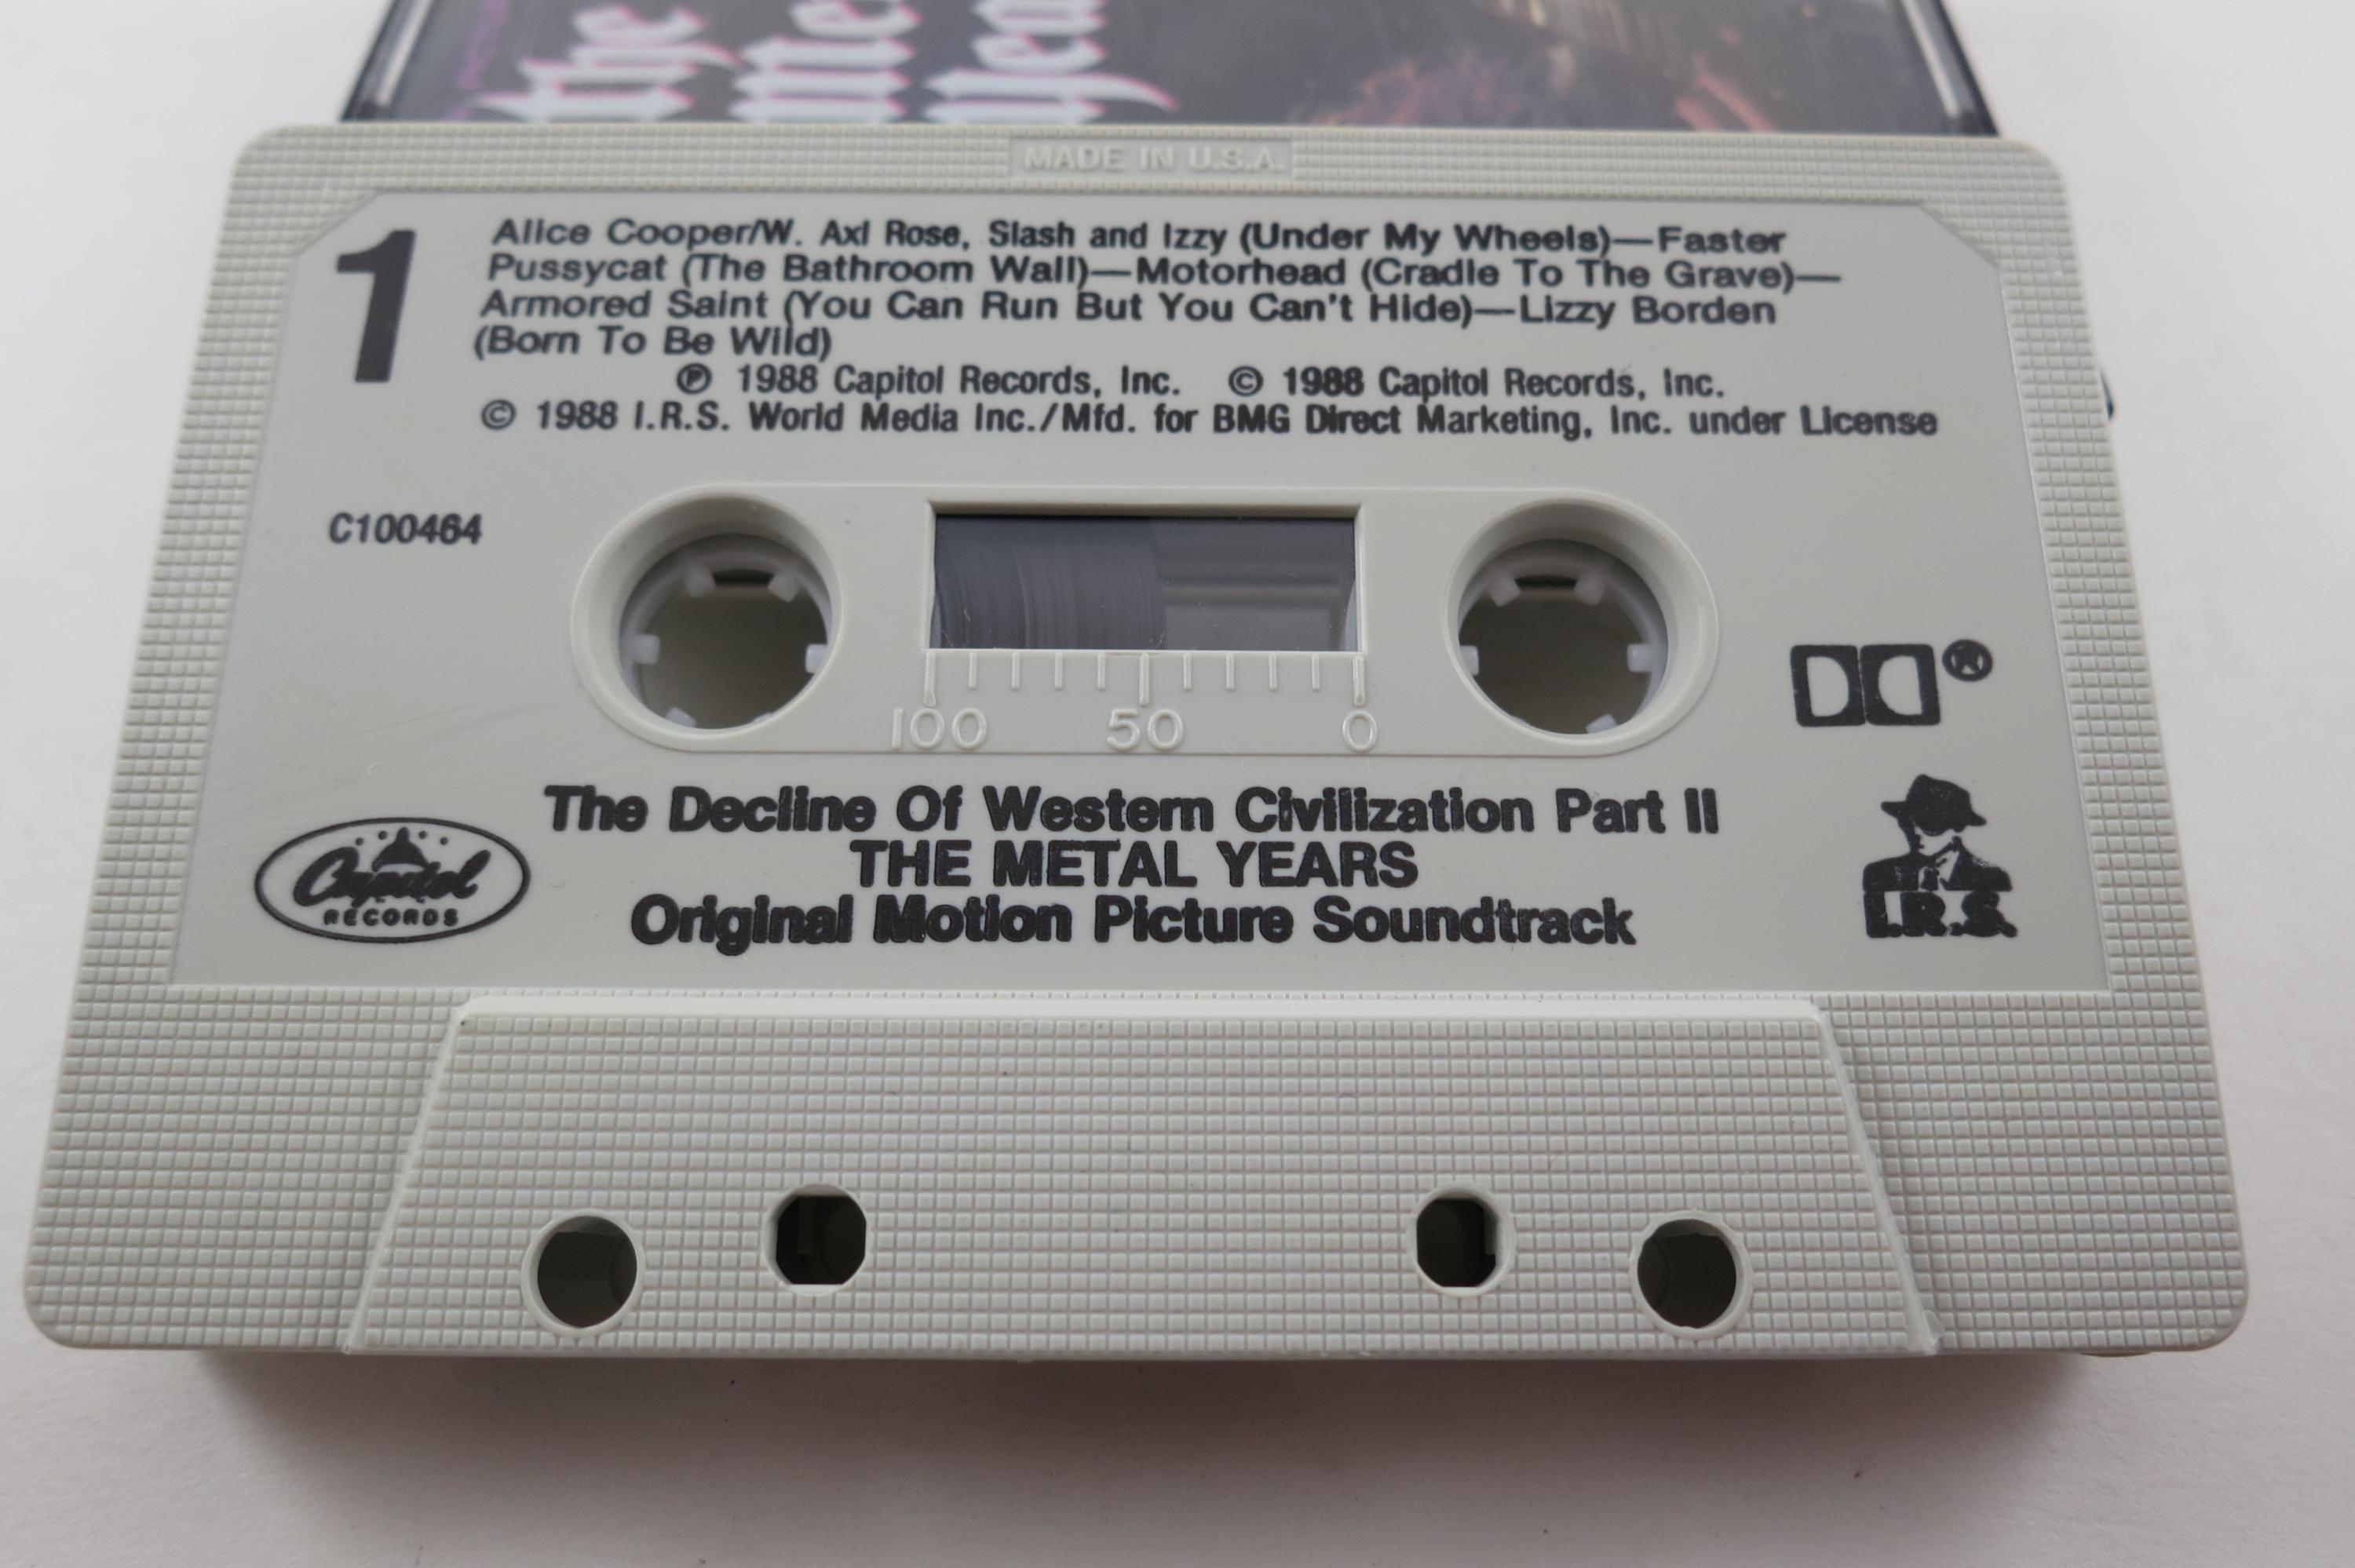 the
MADE IN U.S.A.
1
Alice Cooper/W. Axl Rose, Slash and Izzy (Under My Wheels)—Faster
Pussycat (The Bathroom Wall)—Motorhead (Cradle To The Grave)—
Armored Saint (You Can Run But You Can't Hide)—Lizzy Borden
(Born To Be Wild)
℗ 1988 Capitol Records, Inc. © 1988 Capitol Records, Inc.
© 1988 I.R.S. World Media Inc./Mfd. for BMG Direct Marketing, Inc. under License
C100464
100 50 0
®
The Decline Of Western Civilization Part II
THE METAL YEARS
Original Motion Picture Soundtrack
Capitol
RECORDS
I.R.S.